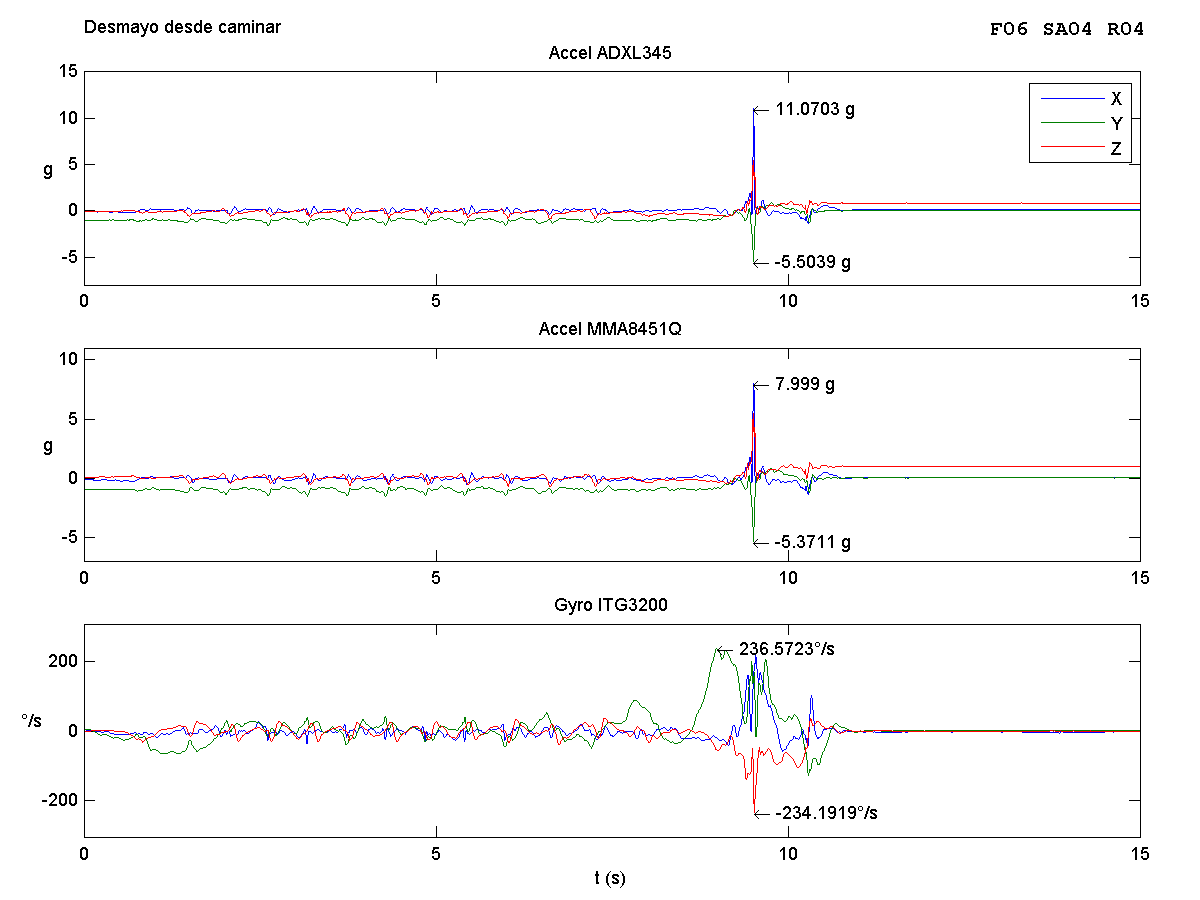 Desmayo desde caminar
F06 SA04 R04
Accel ADXL345
15
10
5
0
-5
g
11.0703 g
-5.5039 g
X
Y
Z
0 5 10 15
Accel MMA8451Q
10
5
0
-5
g
7.999 g
-5.3711 g
0 5 10 15
Gyro ITG3200
200
0
-200
°/s
236.5723°/s
-234.1919°/s
0 5 10 15
t (s)